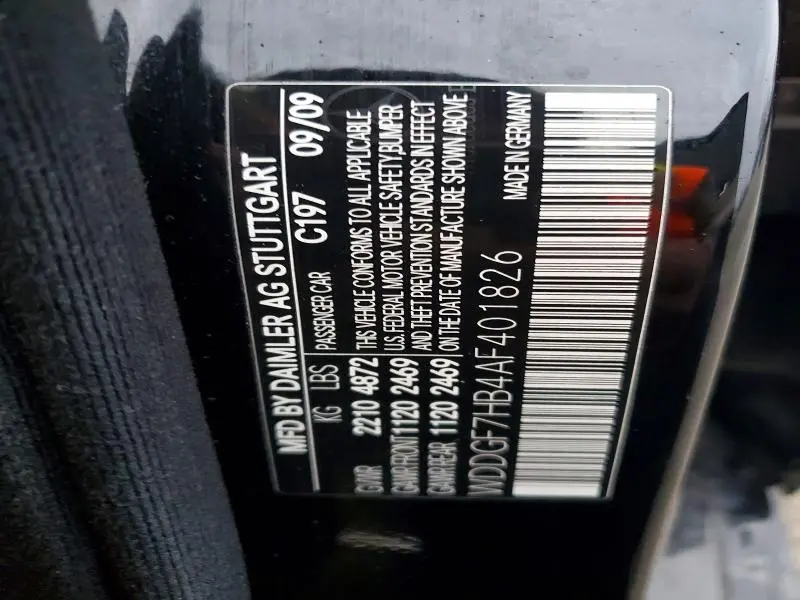 MFD BY DAIMLER AG STUTTGART
KG LBS PASSENGER CAR C197 09/09
GVWR 2210 4872
GAWR FRONT 1120 2469
GAWR REAR 1120 2469
THIS VEHICLE CONFORMS TO ALL APPLICABLE
U.S. FEDERAL MOTOR VEHICLE SAFETY,BUMPER
AND THEFT PREVENTION STANDARDS IN EFFECT
ON THE DATE OF MANUFACTURE SHOWN ABOVE
WDDGF7HB4AF401826 MADE IN GERMANY